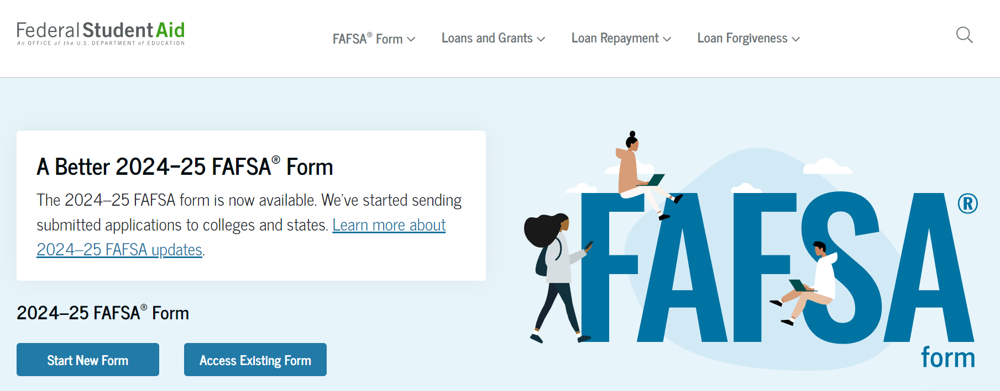 Federal Student Aid
An OFFICE of the U.S. DEPARTMENT of EDUCATION
FAFSA® Form
Loans and Grants
Loan Repayment
Loan Forgiveness
A Better 2024–25 FAFSA® Form
The 2024–25 FAFSA form is now available. We’ve started sending
submitted applications to colleges and states. Learn more about
2024–25 FAFSA updates.
2024–25 FAFSA® Form
Start New Form
Access Existing Form
FAFSA®
form